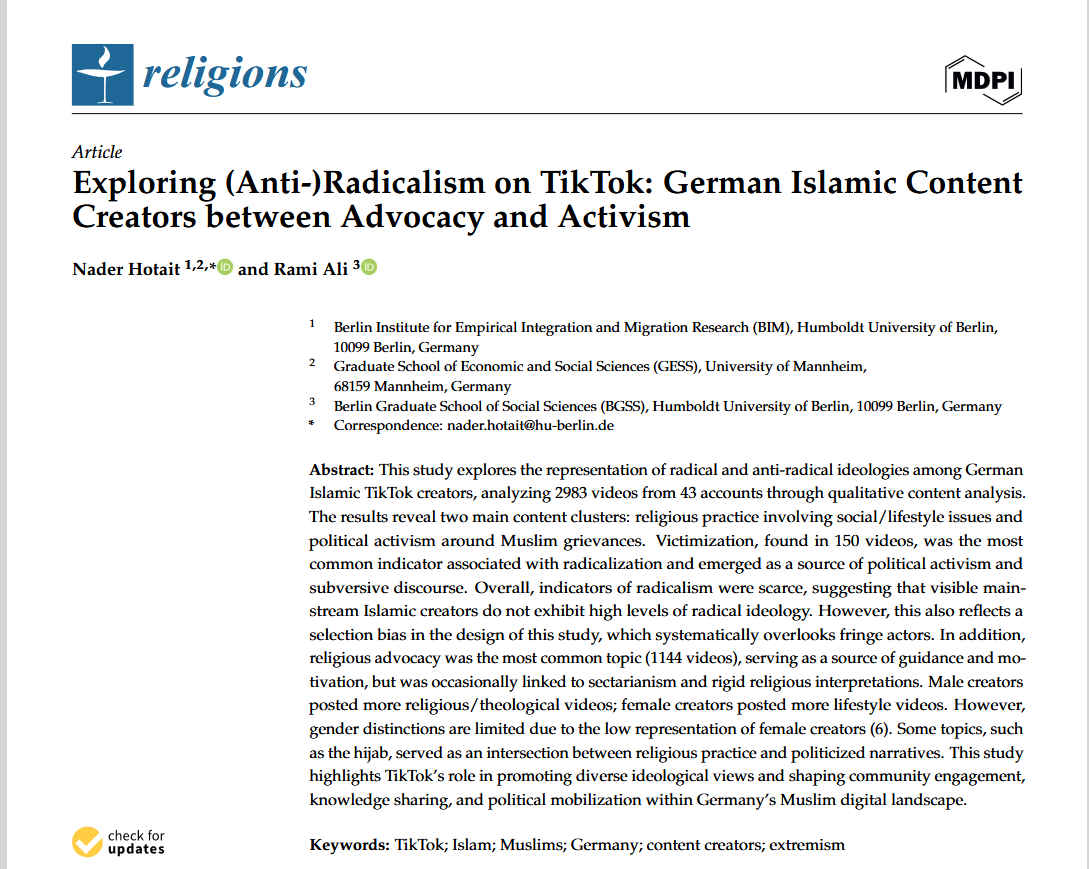 religions
MDPI
Article
Exploring (Anti-)Radicalism on TikTok: German Islamic Content
Creators between Advocacy and Activism
Nader Hotait 1,2,* iD and Rami Ali 3 iD
1 Berlin Institute for Empirical Integration and Migration Research (BIM), Humboldt University of Berlin,
10099 Berlin, Germany
2 Graduate School of Economic and Social Sciences (GESS), University of Mannheim,
68159 Mannheim, Germany
3 Berlin Graduate School of Social Sciences (BGSS), Humboldt University of Berlin, 10099 Berlin, Germany
* Correspondence: nader.hotait@hu-berlin.de
Abstract: This study explores the representation of radical and anti-radical ideologies among German
Islamic TikTok creators, analyzing 2983 videos from 43 accounts through qualitative content analysis.
The results reveal two main content clusters: religious practice involving social/lifestyle issues and
political activism around Muslim grievances. Victimization, found in 150 videos, was the most
common indicator associated with radicalization and emerged as a source of political activism and
subversive discourse. Overall, indicators of radicalism were scarce, suggesting that visible main-
stream Islamic creators do not exhibit high levels of radical ideology. However, this also reflects a
selection bias in the design of this study, which systematically overlooks fringe actors. In addition,
religious advocacy was the most common topic (1144 videos), serving as a source of guidance and mo-
tivation, but was occasionally linked to sectarianism and rigid religious interpretations. Male creators
posted more religious/theological videos; female creators posted more lifestyle videos. However,
gender distinctions are limited due to the low representation of female creators (6). Some topics, such
as the hijab, served as an intersection between religious practice and politicized narratives. This study
highlights TikTok's role in promoting diverse ideological views and shaping community engagement,
knowledge sharing, and political mobilization within Germany's Muslim digital landscape.
check for
updates
Keywords: TikTok; Islam; Muslims; Germany; content creators; extremism